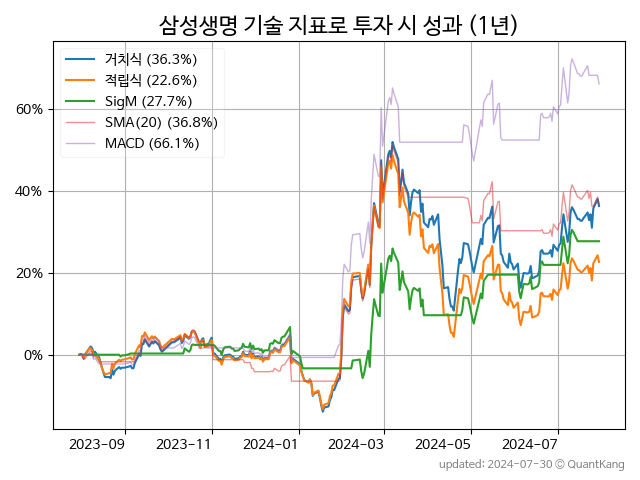 삼성생명 기술 지표로 투자 시 성과 (1년)
거치식 (36.3%)
적립식 (22.6%)
SigM (27.7%)
SMA(20) (36.8%)
MACD (66.1%)
60%
40%
20%
0%
2023-09 2023-11 2024-01 2024-03 2024-05 2024-07
updated: 2024-07-30 © QuantKang